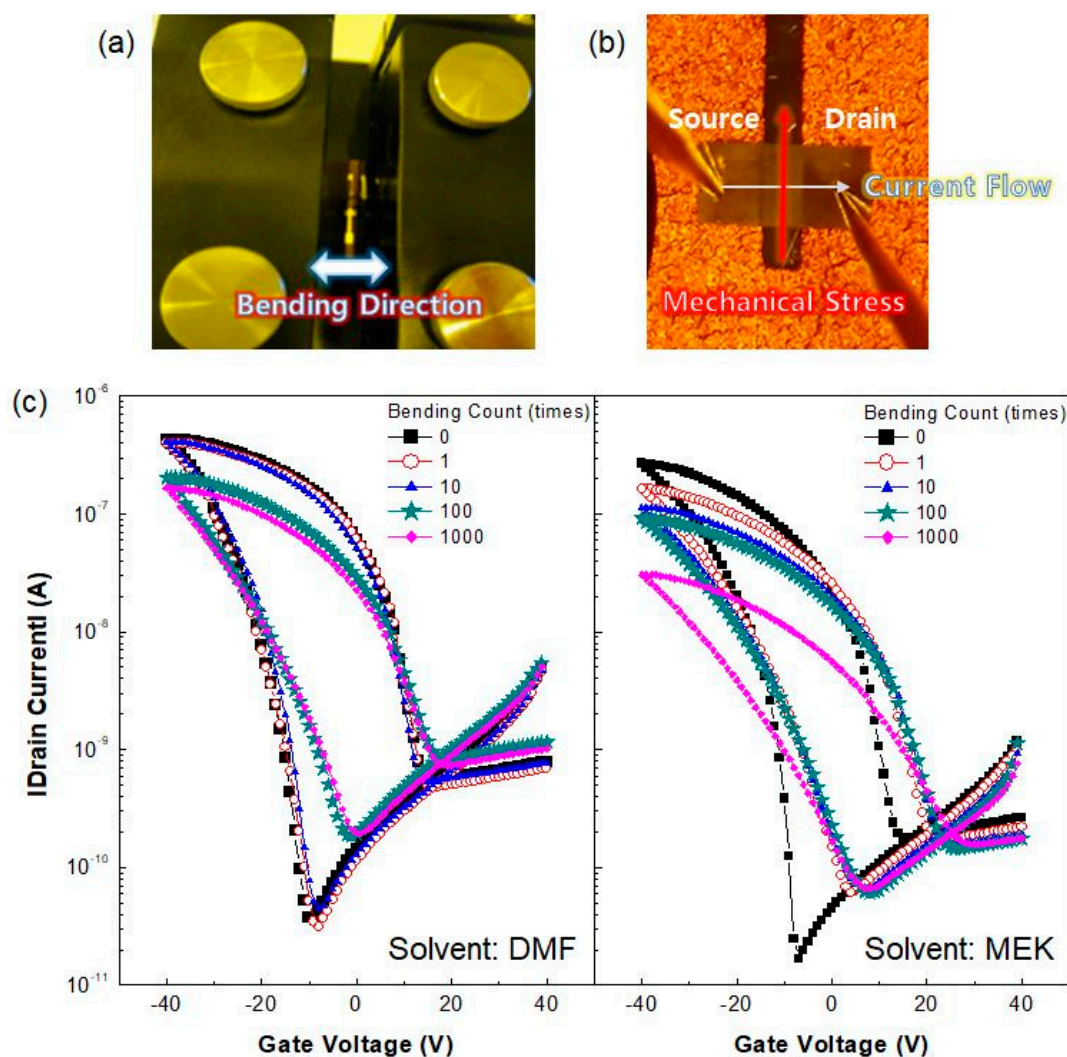 (a)
Bending Direction
(b)
Source
Drain
Current Flow
Mechanical Stress
(c)
IDrain CurrentI (A)
10⁻⁶
10⁻⁷
10⁻⁸
10⁻⁹
10⁻¹⁰
10⁻¹¹
Bending Count (times)
0
1
10
100
1000
Solvent: DMF
-40
-20
0
20
40
Gate Voltage (V)
Bending Count (times)
0
1
10
100
1000
Solvent: MEK
-40
-20
0
20
40
Gate Voltage (V)